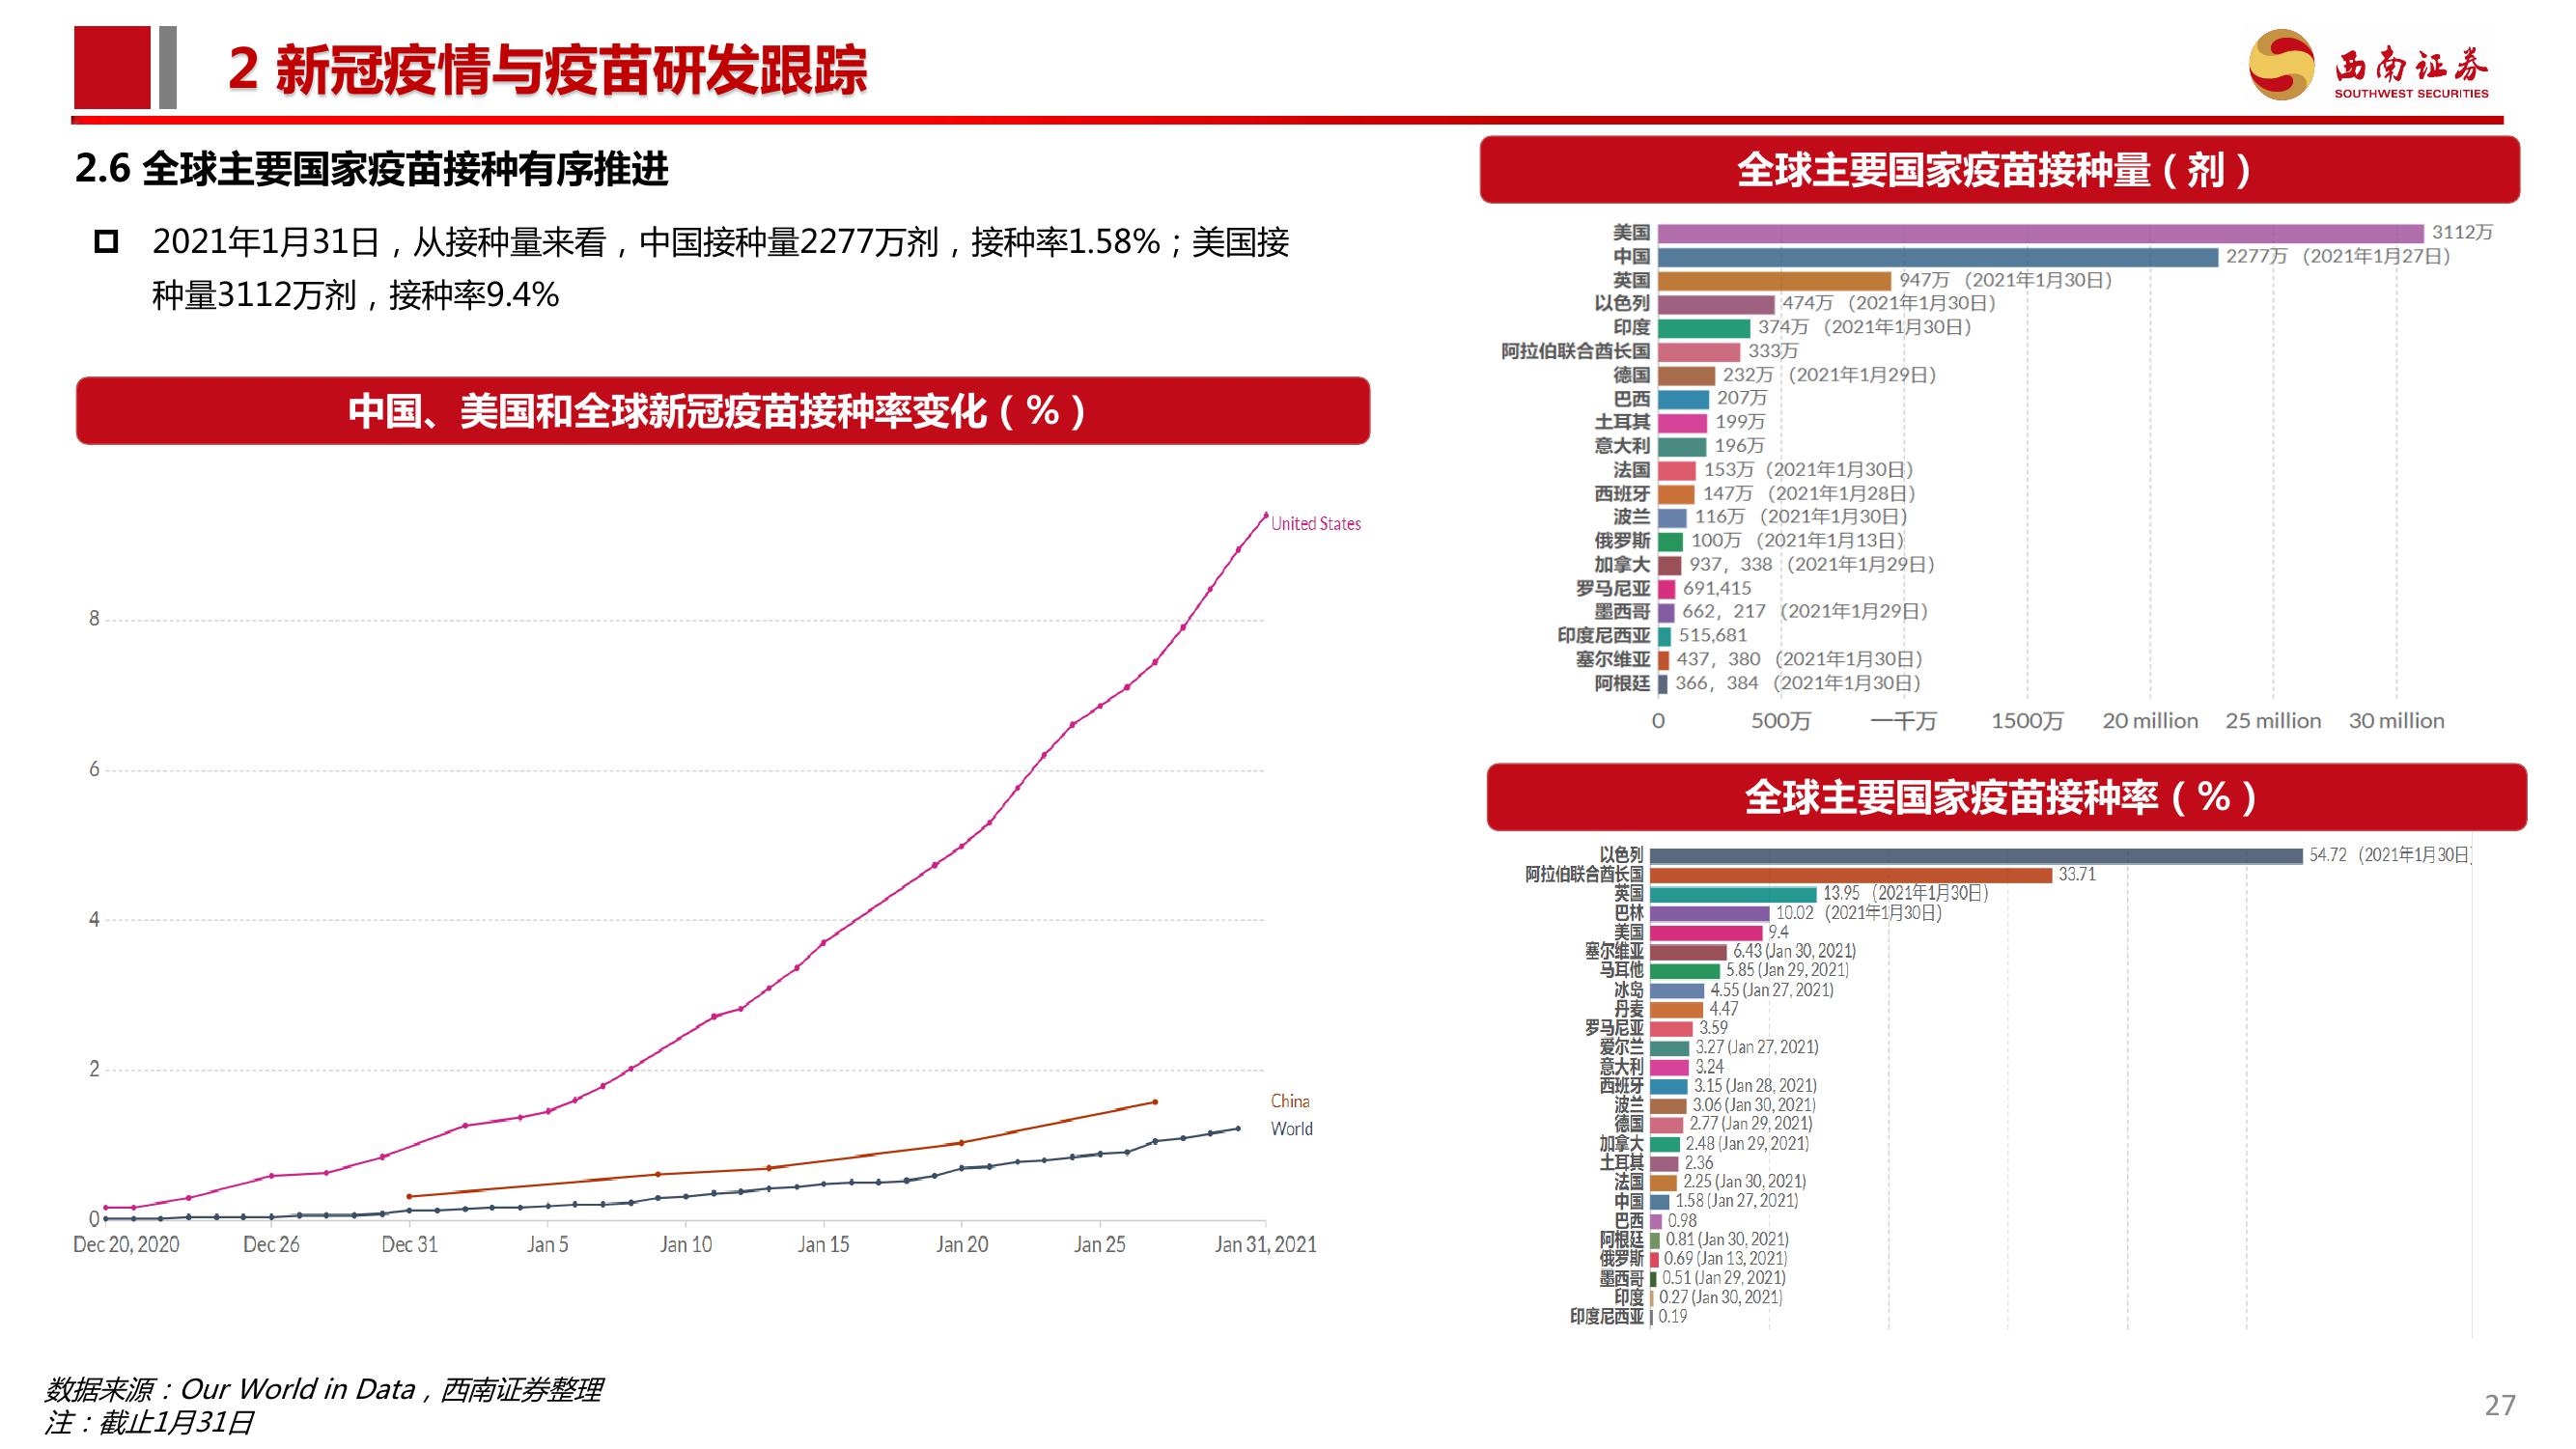 2 新冠疫情与疫苗研发跟踪
西南证券
SOUTHWEST SECURITIES
2.6 全球主要国家疫苗接种有序推进
2021年1月31日，从接种量来看，中国接种量2277万剂，接种率1.58%；美国接
种量3112万剂，接种率9.4%
中国、美国和全球新冠疫苗接种率变化（%）
United States
8
6
4
2
China
World
0
Dec 20, 2020 Dec 26 Dec 31 Jan 5 Jan 10 Jan 15 Jan 20 Jan 25 Jan 31, 2021
全球主要国家疫苗接种量（剂）
美国 3112万
中国 2277万（2021年1月27日）
英国 947万（2021年1月30日）
以色列 474万（2021年1月30日）
印度 374万（2021年1月30日）
阿拉伯联合酋长国 333万
德国 232万（2021年1月29日）
巴西 207万
土耳其 199万
意大利 196万
法国 153万（2021年1月30日）
西班牙 147万（2021年1月28日）
波兰 116万（2021年1月30日）
俄罗斯 100万（2021年1月13日）
加拿大 937，338（2021年1月29日）
罗马尼亚 691,415
墨西哥 662，217（2021年1月29日）
印度尼西亚 515,681
塞尔维亚 437，380（2021年1月30日）
阿根廷 366，384（2021年1月30日）
0 500万 一千万 1500万 20 million 25 million 30 million
全球主要国家疫苗接种率（%）
以色列 54.72（2021年1月30日）
阿拉伯联合酋长国 33.71
英国 13.95（2021年1月30日）
巴林 10.02（2021年1月30日）
美国 9.4
塞尔维亚 6.43 (Jan 30, 2021)
马耳他 5.85 (Jan 29, 2021)
冰岛 4.55 (Jan 27, 2021)
丹麦 4.47
罗马尼亚 3.59
爱尔兰 3.27 (Jan 27, 2021)
意大利 3.24
西班牙 3.15 (Jan 28, 2021)
波兰 3.06 (Jan 30, 2021)
德国 2.77 (Jan 29, 2021)
加拿大 2.48 (Jan 29, 2021)
土耳其 2.36
法国 2.25 (Jan 30, 2021)
中国 1.58 (Jan 27, 2021)
巴西 0.98
阿根廷 0.81 (Jan 30, 2021)
俄罗斯 0.69 (Jan 13, 2021)
墨西哥 0.51 (Jan 29, 2021)
印度 0.27 (Jan 30, 2021)
印度尼西亚 0.19
数据来源：Our World in Data，西南证券整理
注：截止1月31日
27